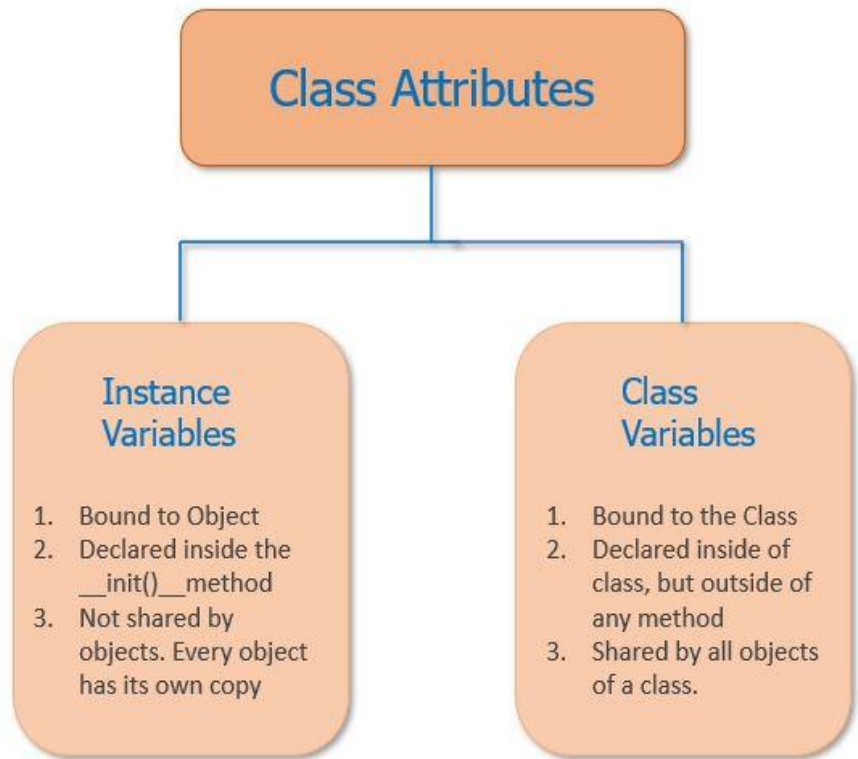 Class Attributes
Instance
Variables
1. Bound to Object
2. Declared inside the
__init()__method
3. Not shared by
objects. Every object
has its own copy
Class
Variables
1. Bound to the Class
2. Declared inside of
class, but outside of
any method
3. Shared by all objects
of a class.